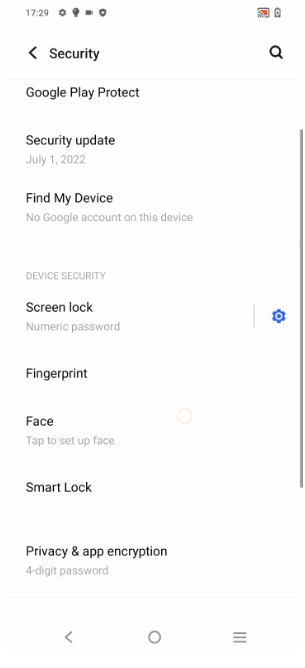 17:29
Security
Google Play Protect
Security update
July 1, 2022
Find My Device
No Google account on this device
DEVICE SECURITY
Screen lock
Numeric password
Fingerprint
Face
Tap to set up face
Smart Lock
Privacy & app encryption
4-digit password